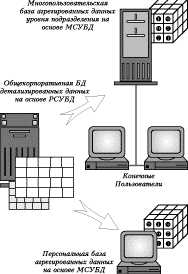 Многопользовательская
база агрегированных данных
уровня подразделения на
основе МСУБД
Общекорпоративная БД
детализированных данных
на основе РСУБД
Конечные
Пользователи
Персональная база
агрегированных данных
на основе МСУБД